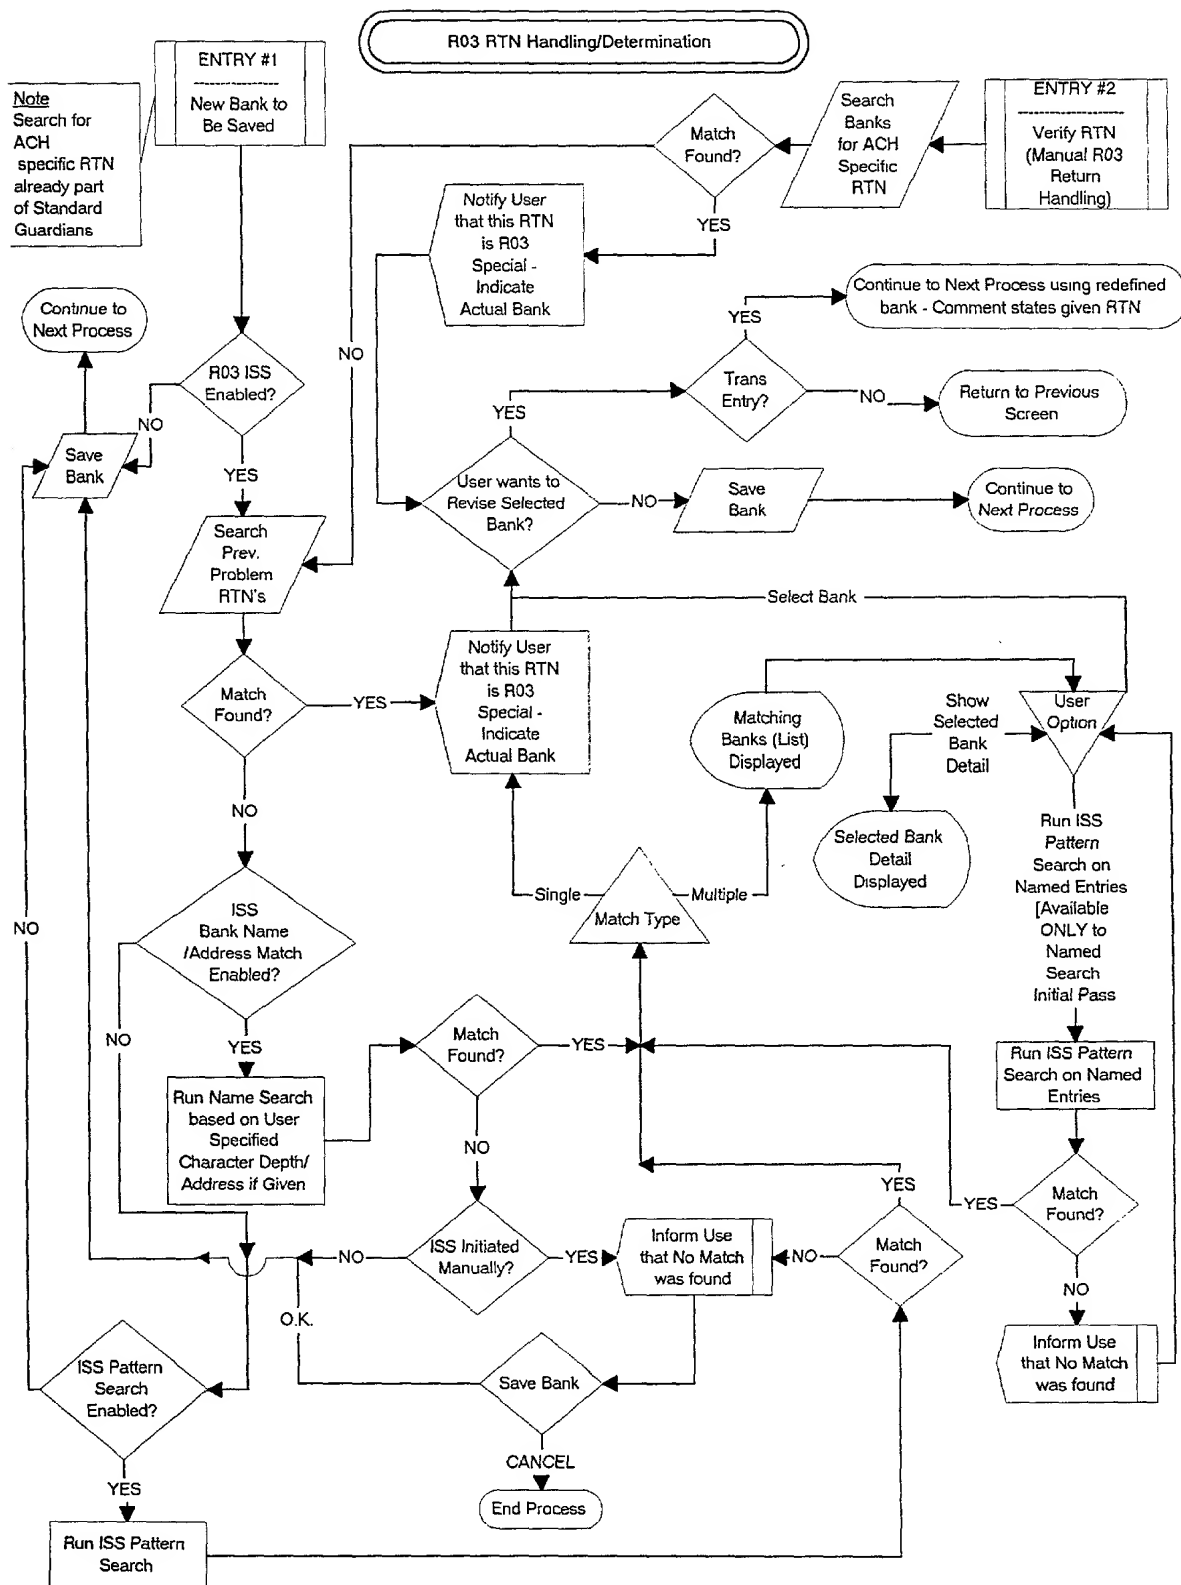 R03 RTN Handling/Determination
ENTRY #1
------------
New Bank to
Be Saved
Note
Search for
ACH
specific RTN
already part
of Standard
Guardians
ENTRY #2
------------
Verify RTN
(Manual R03
Return
Handling)
Search
Banks
for ACH
Specific
RTN
Match
Found?
YES
NO
Notify User
that this RTN
is R03
Special -
Indicate
Actual Bank
Continue to
Next Process
R03 ISS
Enabled?
NO
YES
Save
Bank
Continue to Next Process using redefined
bank - Comment states given RTN
YES
Trans
Entry?
NO
Return to Previous
Screen
YES
User wants to
Revise Selected
Bank?
NO
Save
Bank
Continue to
Next Process
Search
Prev.
Problem
RTN's
Select Bank
Match
Found?
YES
NO
Notify User
that this RTN
is R03
Special -
Indicate
Actual Bank
Matching
Banks (List)
Displayed
Show
Selected
Bank
Detail
User
Option
Selected Bank
Detail
Displayed
Run ISS
Pattern
Search on
Named Entries
[Available
ONLY to
Named
Search
Initial Pass
Single
Multiple
Match Type
NO
ISS
Bank Name
/Address Match
Enabled?
NO
YES
Run Name Search
based on User
Specified
Character Depth/
Address if Given
Match
Found?
YES
NO
Run ISS Pattern
Search on Named
Entries
YES
Match
Found?
NO
Inform Use
that No Match
was found
NO
ISS Initiated
Manually?
YES
Inform Use
that No Match
was found
NO
YES
Match
Found?
O.K.
Save Bank
CANCEL
End Process
ISS Pattern
Search
Enabled?
YES
Run ISS Pattern
Search